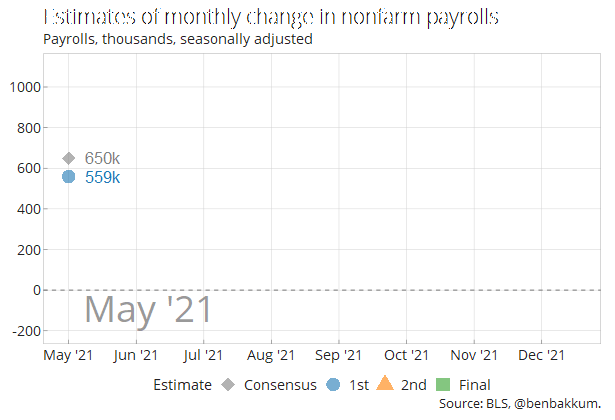 Estimates of monthly change in nonfarm payrolls
Payrolls, thousands, seasonally adjusted
1000
800
650k
600
559k
400
200
0
May '21
-200
May '21 Jun '21 Jul '21 Aug '21 Sep '21 Oct '21 Nov '21 Dec '21
Estimate Consensus 1st 2nd Final
Source: BLS, @benbakkum.